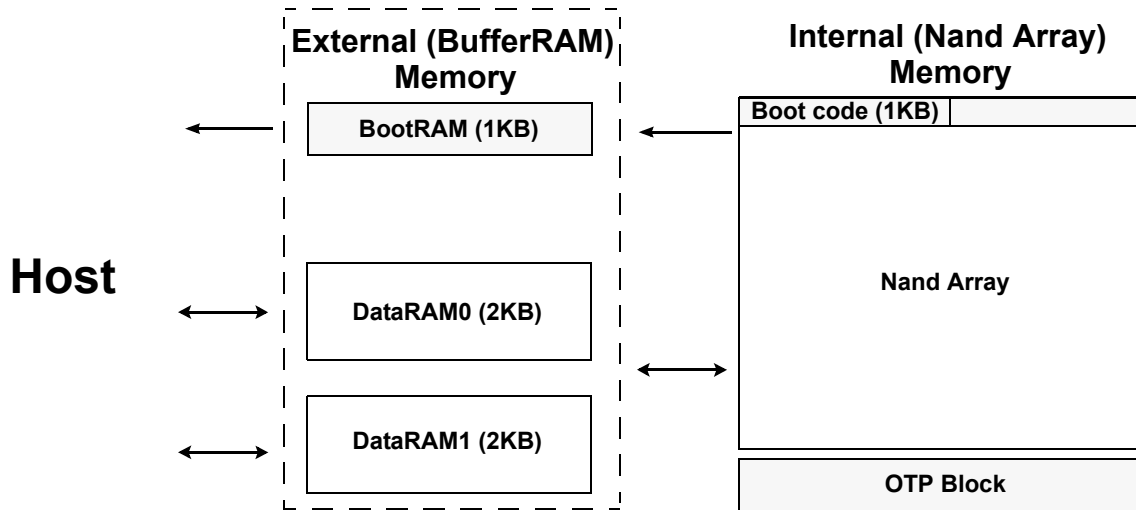 External (BufferRAM)
Memory
Internal (Nand Array)
Memory
BootRAM (1KB)
Boot code (1KB)
Host
DataRAM0 (2KB)
Nand Array
DataRAM1 (2KB)
OTP Block